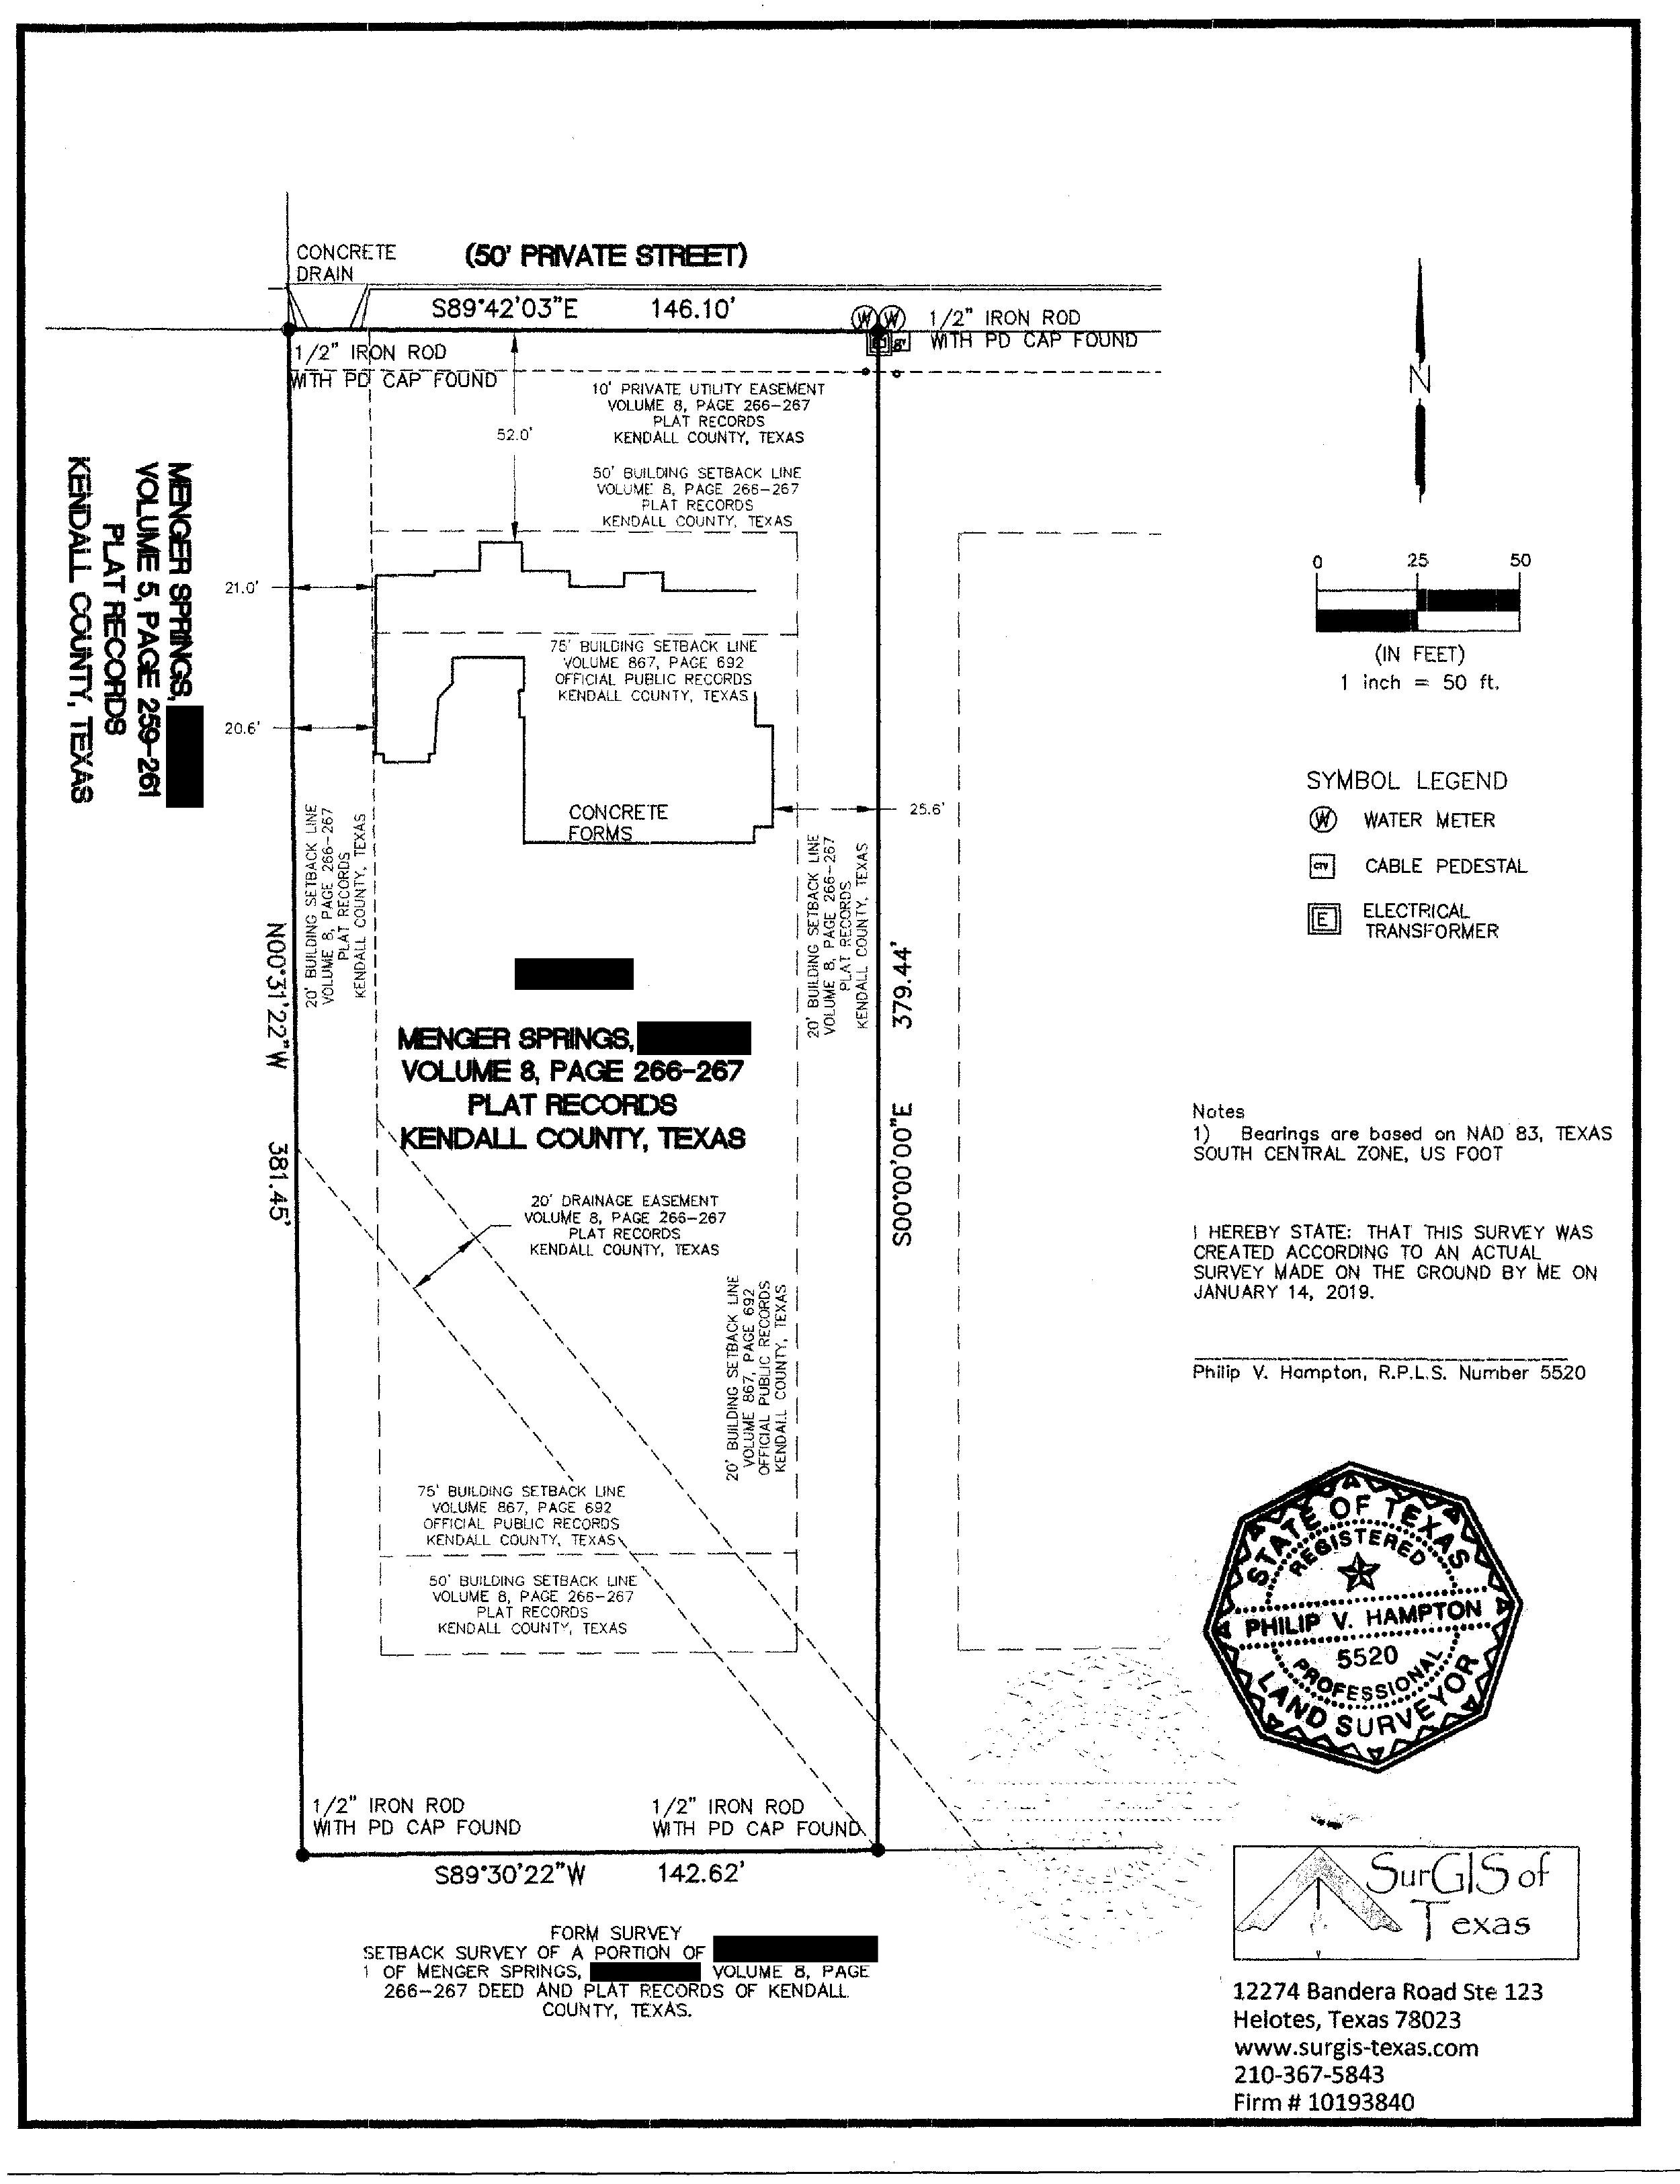 (50' PRIVATE STREET)
CONCRETE
DRAIN
S89°42'03"E 146.10'
1/2" IRON ROD
WITH PD CAP FOUND
1/2" IRON ROD
WITH PD CAP FOUND
10' PRIVATE UTILITY EASEMENT
VOLUME 8, PAGE 266-267
PLAT RECORDS
KENDALL COUNTY, TEXAS
52.0'
50' BUILDING SETBACK LINE
VOLUME 8, PAGE 266-267
PLAT RECORDS
KENDALL COUNTY, TEXAS
MENGER SPRINGS,
VOLUME 5, PAGE 259-261
PLAT RECORDS
KENDALL COUNTY, TEXAS
21.0'
75' BUILDING SETBACK LINE
VOLUME 867, PAGE 692
OFFICIAL PUBLIC RECORDS
KENDALL COUNTY, TEXAS
20.6'
25.6'
CONCRETE
FORMS
20' BUILDING SETBACK LINE
VOLUME 8, PAGE 266-267
PLAT RECORDS
KENDALL COUNTY, TEXAS
20' BUILDING SETBACK LINE
VOLUME 8, PAGE 266-267
PLAT RECORDS
KENDALL COUNTY, TEXAS
N00°31'22"W 381.45'
S00°00'00"E 379.44'
MENGER SPRINGS,
VOLUME 8, PAGE 266-267
PLAT RECORDS
KENDALL COUNTY, TEXAS
20' DRAINAGE EASEMENT
VOLUME 8, PAGE 266-267
PLAT RECORDS
KENDALL COUNTY, TEXAS
20' BUILDING SETBACK LINE
VOLUME 867, PAGE 692
OFFICIAL PUBLIC RECORDS
KENDALL COUNTY, TEXAS
75' BUILDING SETBACK LINE
VOLUME 867, PAGE 692
OFFICIAL PUBLIC RECORDS
KENDALL COUNTY, TEXAS
50' BUILDING SETBACK LINE
VOLUME 8, PAGE 266-267
PLAT RECORDS
KENDALL COUNTY, TEXAS
1/2" IRON ROD
WITH PD CAP FOUND
1/2" IRON ROD
WITH PD CAP FOUND
S89°30'22"W 142.62'
FORM SURVEY
SETBACK SURVEY OF A PORTION OF
1 OF MENGER SPRINGS, VOLUME 8, PAGE
266-267 DEED AND PLAT RECORDS OF KENDALL
COUNTY, TEXAS.
N
0 25 50
(IN FEET)
1 inch = 50 ft.
SYMBOL LEGEND
W WATER METER
CTV CABLE PEDESTAL
E ELECTRICAL
TRANSFORMER
Notes
1) Bearings are based on NAD 83, TEXAS
SOUTH CENTRAL ZONE, US FOOT
I HEREBY STATE: THAT THIS SURVEY WAS
CREATED ACCORDING TO AN ACTUAL
SURVEY MADE ON THE GROUND BY ME ON
JANUARY 14, 2019.
Philip V. Hampton, R.P.L.S. Number 5520
STATE OF TEXAS
REGISTERED
PHILIP V. HAMPTON
5520
PROFESSIONAL
LAND SURVEYOR
SurGIS of
Texas
12274 Bandera Road Ste 123
Helotes, Texas 78023
www.surgis-texas.com
210-367-5843
Firm # 10193840